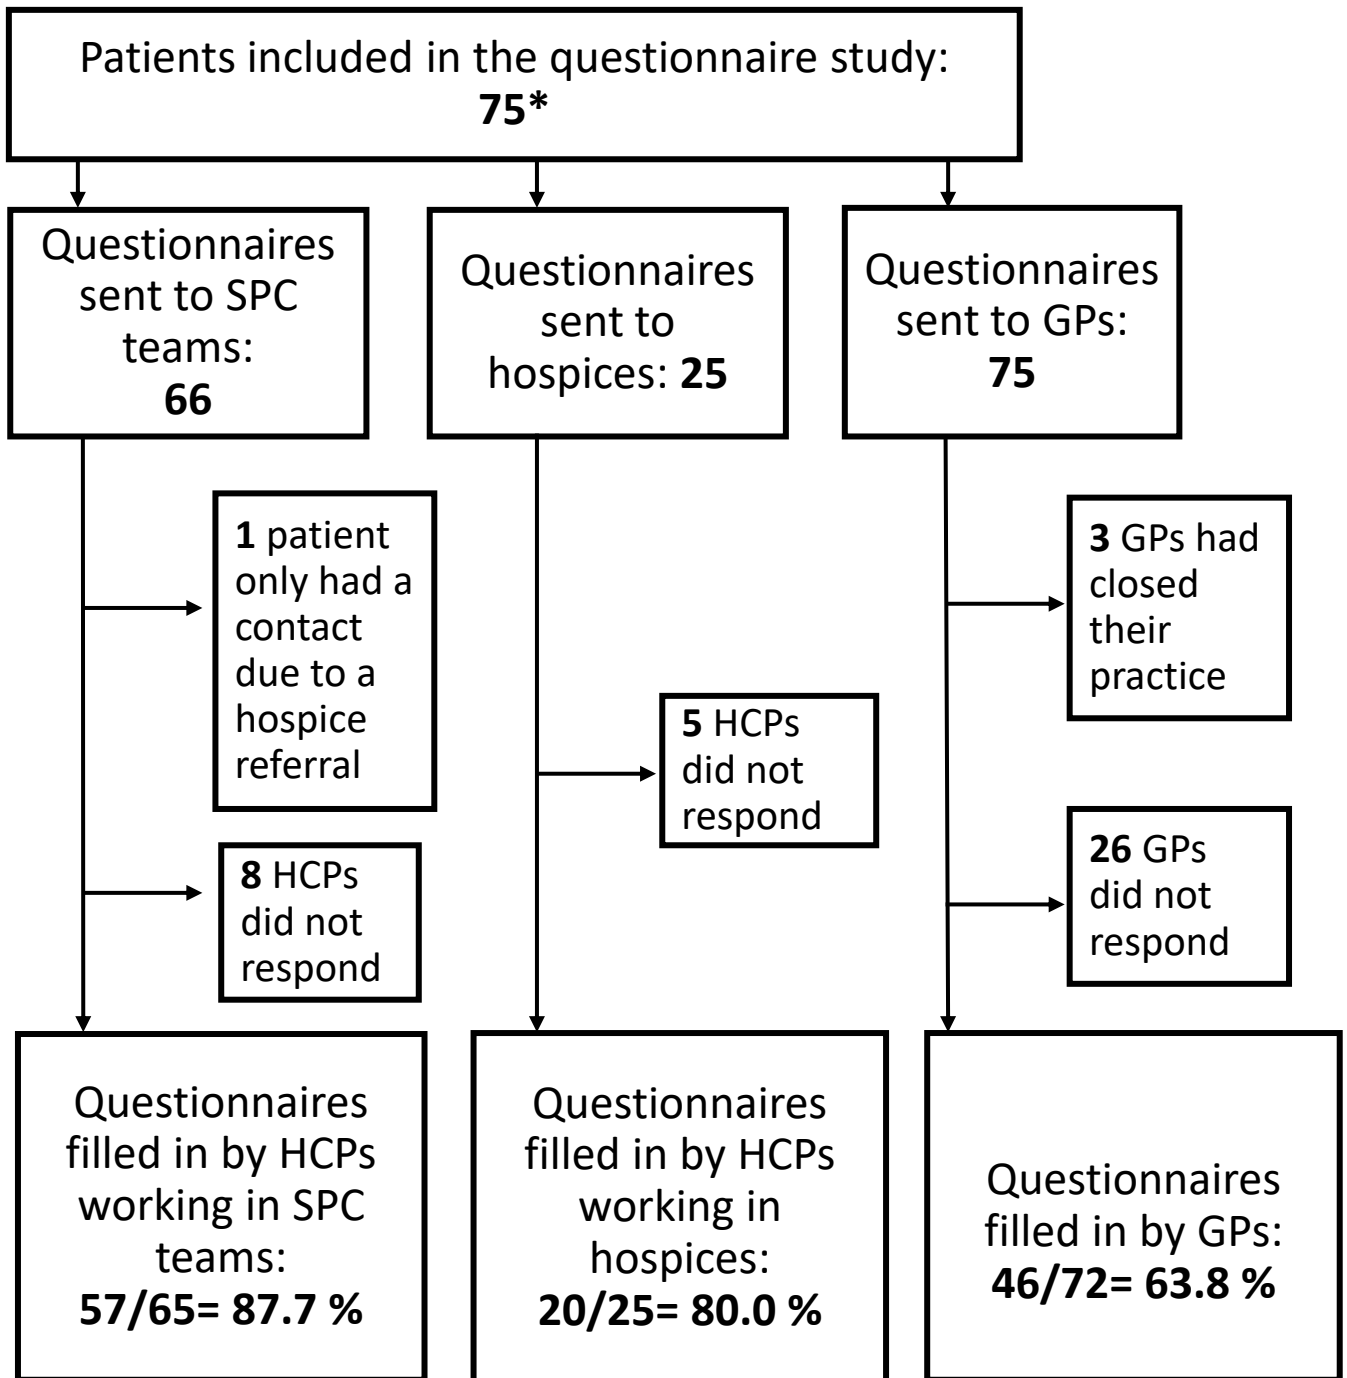 Patients included in the questionnaire study:
75*
Questionnaires
sent to SPC
teams:
66
Questionnaires
sent to
hospices: 25
Questionnaires
sent to GPs:
75
1 patient
only had a
contact
due to a
hospice
referral
8 HCPs
did not
respond
5 HCPs
did not
respond
3 GPs had
closed
their
practice
26 GPs
did not
respond
Questionnaires
filled in by HCPs
working in SPC
teams:
57/65= 87.7 %
Questionnaires
filled in by HCPs
working in
hospices:
20/25= 80.0 %
Questionnaires
filled in by GPs:
46/72= 63.8 %